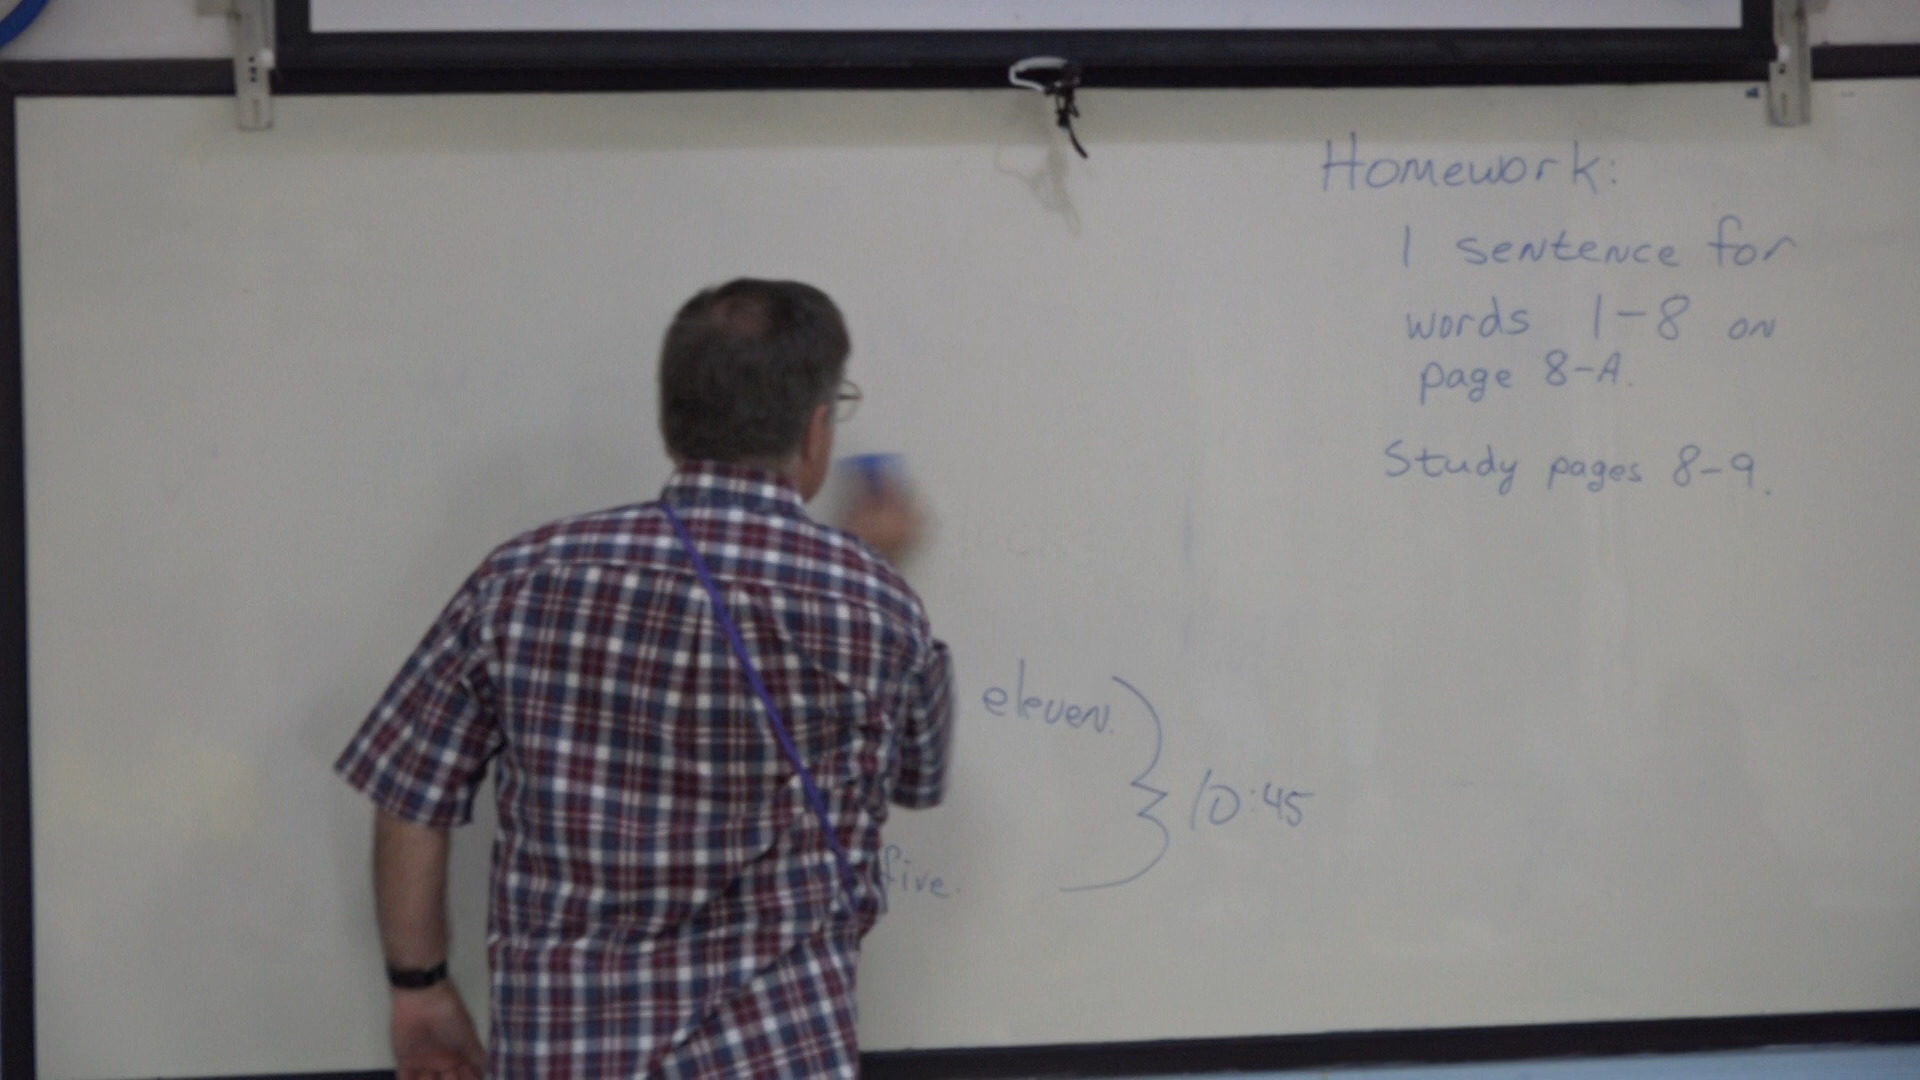 Homework:
1 sentence for
words 1-8 on
page 8-A.
Study pages 8-9.
eleven.
10:45
five.